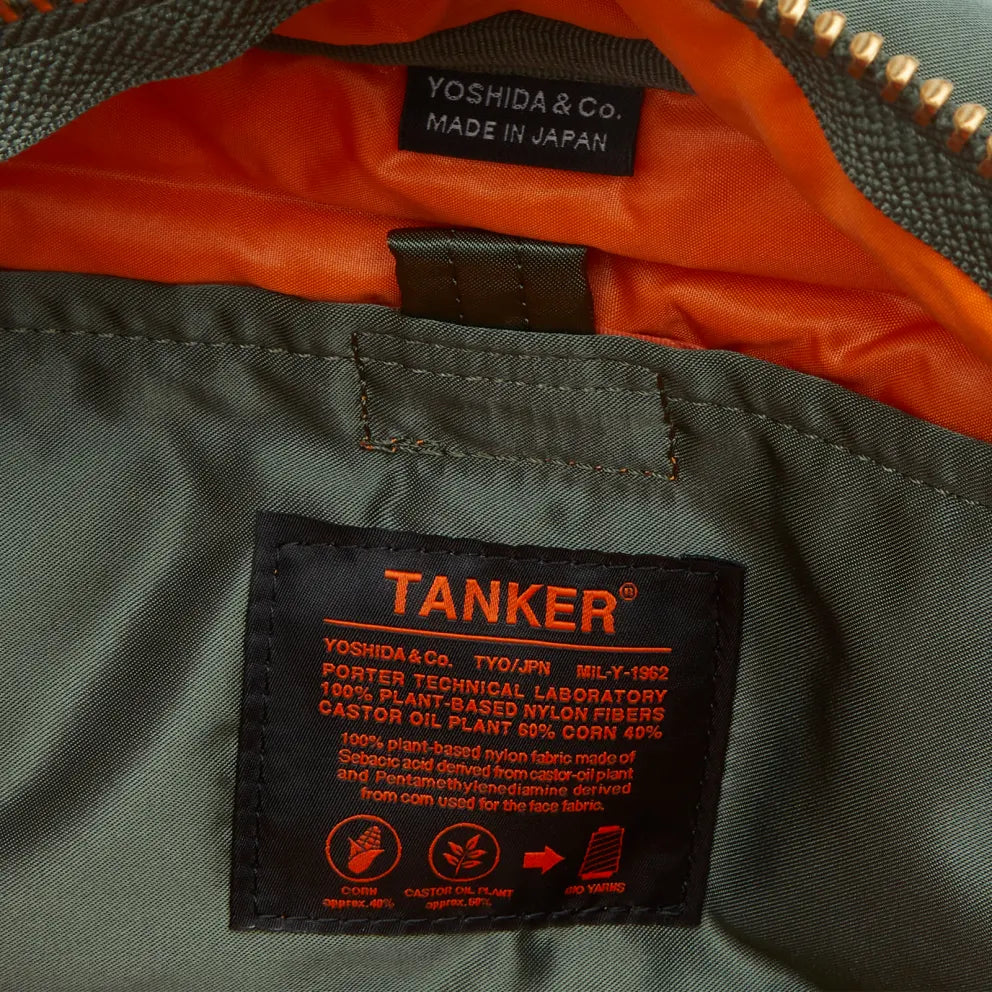 YOSHIDA & Co.
MADE IN JAPAN
TANKER®
YOSHIDA & Co. TYO/JPN MIL-Y-1962
PORTER TECHNICAL LABORATORY
100% PLANT-BASED NYLON FIBERS
CASTOR OIL PLANT 60% CORN 40%
100% plant-based nylon fabric made of
Sebacic acid derived from castor-oil plant
and Pentamethylenediamine derived
from corn used for the face fabric.
CORN
approx. 40%
CASTOR OIL PLANT
approx. 60%
BIO YARNS